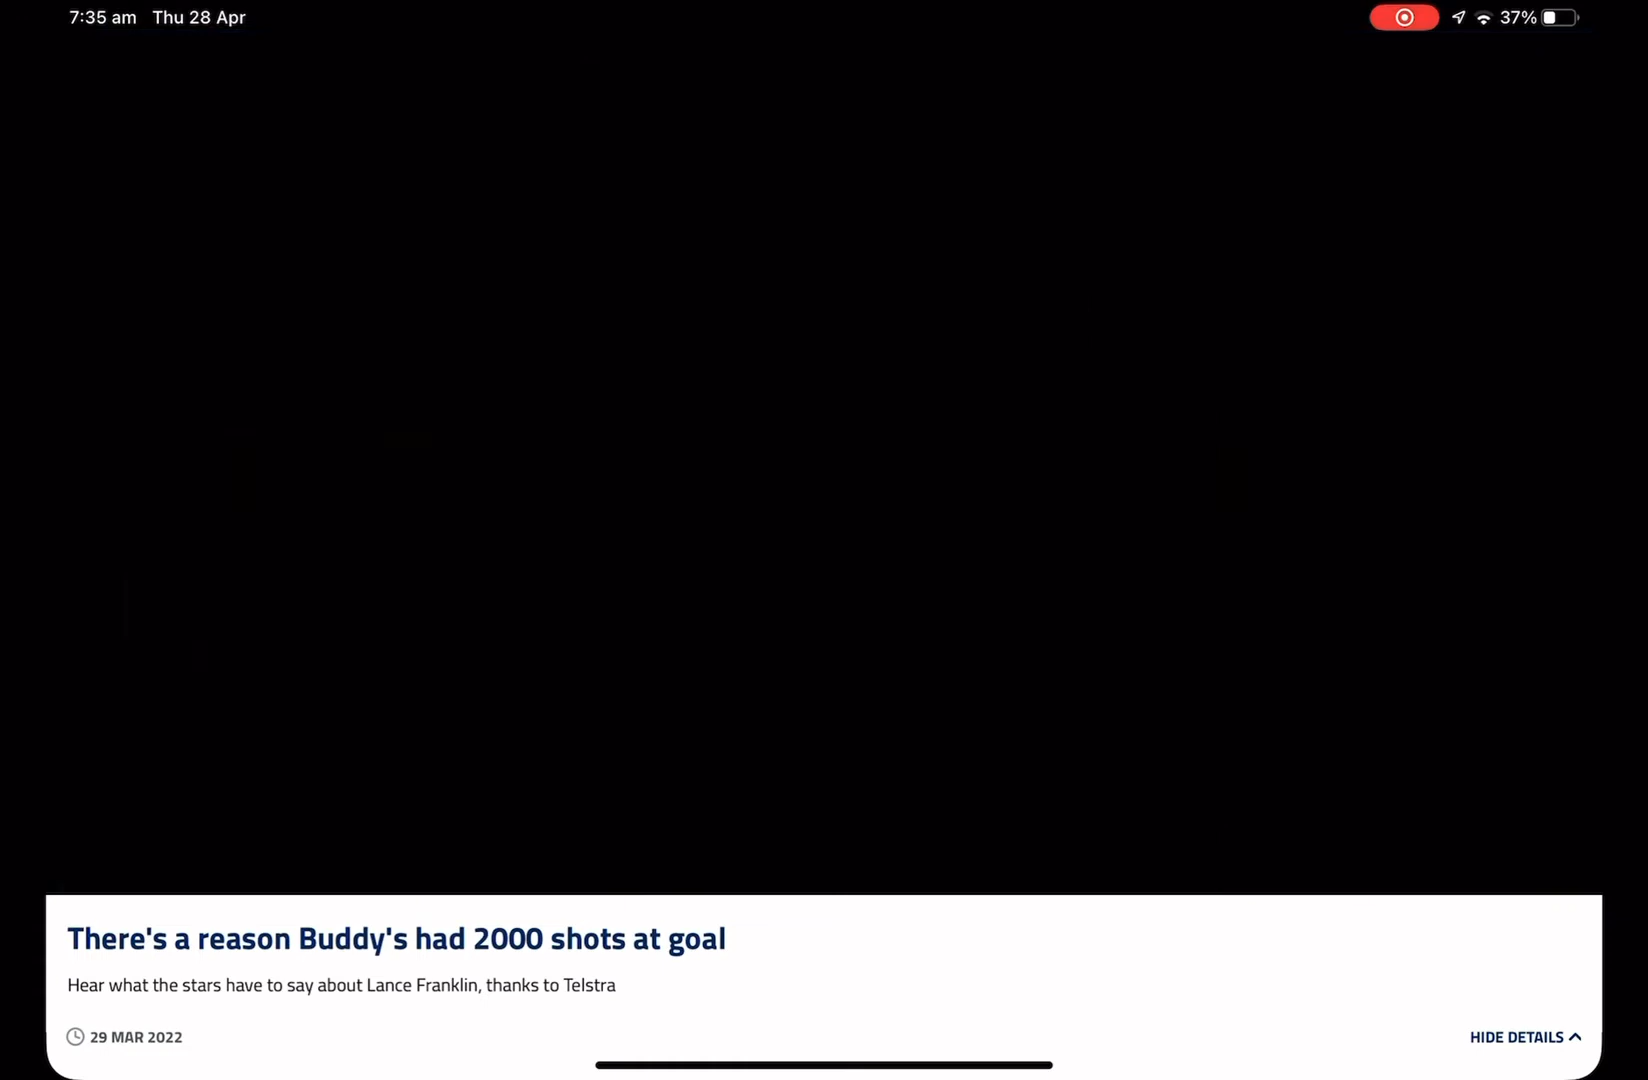 7:35 am Thu 28 Apr
37%
There's a reason Buddy's had 2000 shots at goal
Hear what the stars have to say about Lance Franklin, thanks to Telstra
29 MAR 2022
HIDE DETAILS